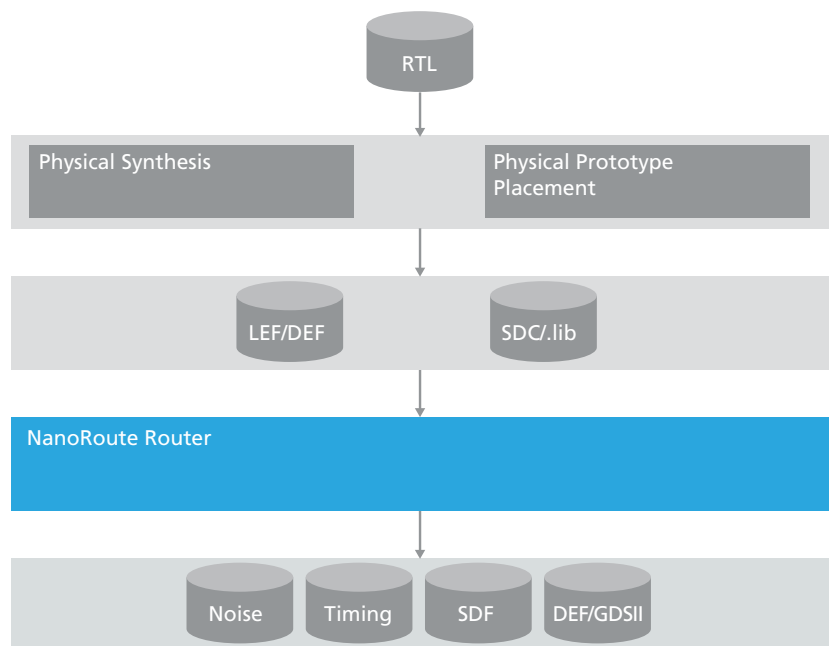 RTL
Physical Synthesis
Physical Prototype
Placement
LEF/DEF
SDC/.lib
NanoRoute Router
Noise
Timing
SDF
DEF/GDSII